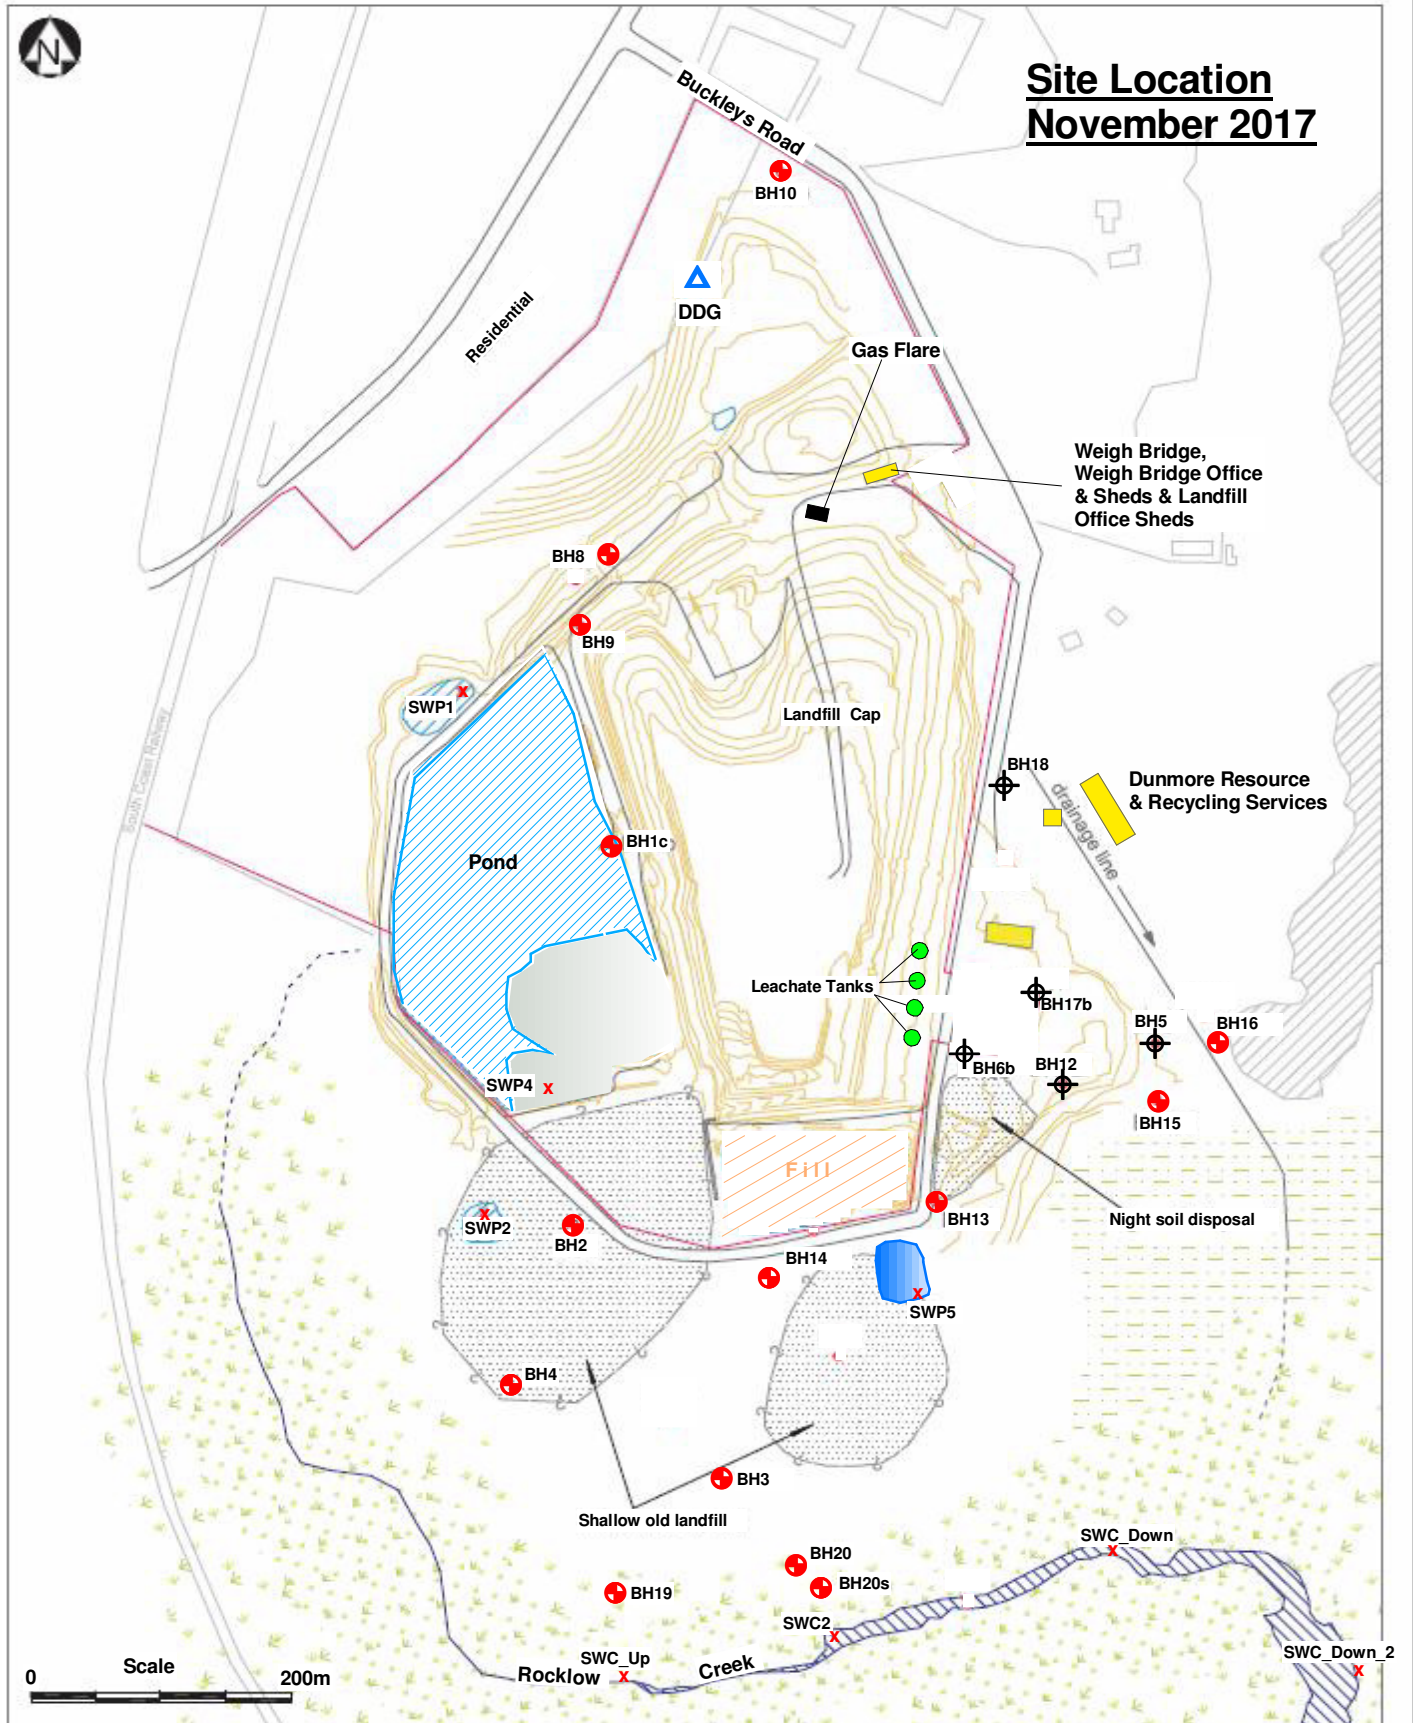 N
Site Location
November 2017
Buckleys Road
BH10
Residential
DDG
Gas Flare
Weigh Bridge,
Weigh Bridge Office
& Sheds & Landfill
Office Sheds
BH8
BH9
SWP1
Landfill Cap
South Coast Railway
BH18
Dunmore Resource
& Recycling Services
drainage line
BH1c
Pond
Leachate Tanks
BH17b
BH5
BH16
BH6b
BH12
SWP4
BH15
Fill
Night soil disposal
SWP2
BH2
BH13
BH14
SWP5
BH4
BH3
Shallow old landfill
SWC_Down
BH20
BH20s
BH19
SWC2
SWC_Up
SWC_Down_2
Rocklow Creek
Scale
0 200m